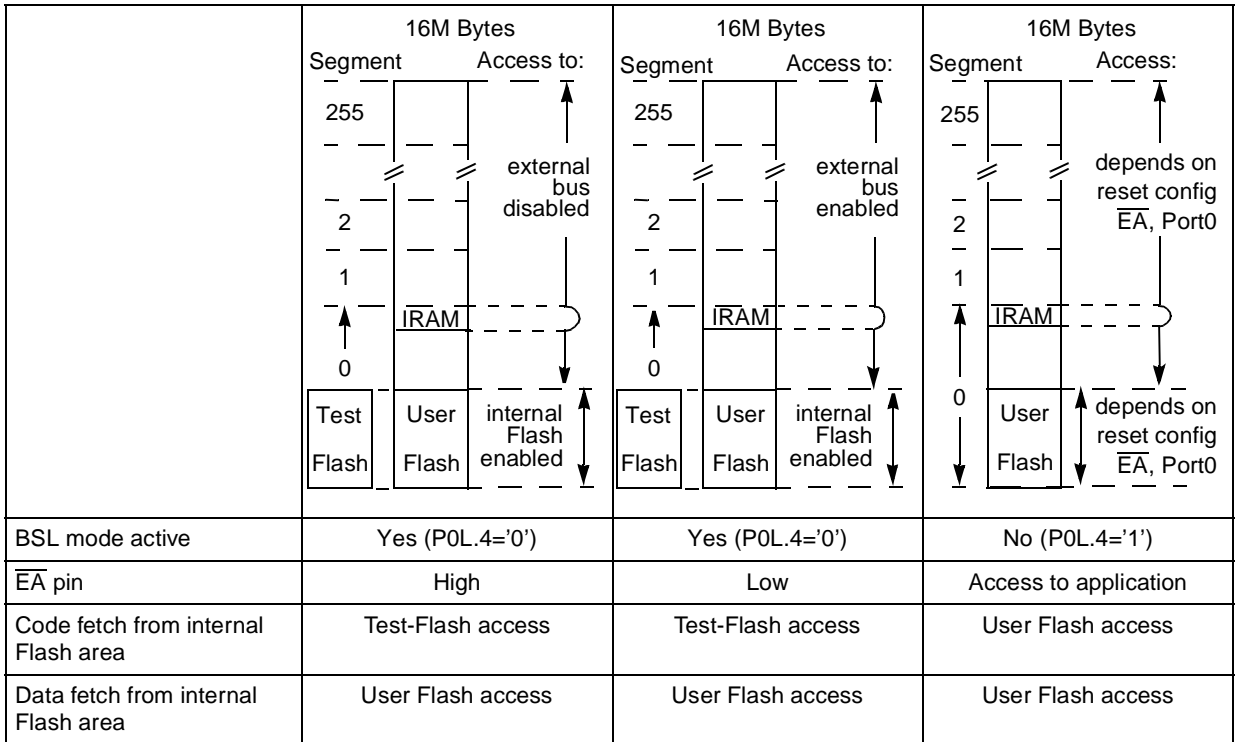 16M Bytes
Segment Access to:
255
external
bus
disabled
2
1
IRAM
0
Test User internal
Flash
Flash Flash enabled
16M Bytes
Segment Access to:
255
external
bus
enabled
2
1
IRAM
0
Test User internal
Flash
Flash Flash enabled
16M Bytes
Segment Access:
255
depends on
reset config
EA, Port0
2
1
IRAM
0
User depends on
reset config
Flash EA, Port0
BSL mode active Yes (P0L.4=’0’) Yes (P0L.4=’0’) No (P0L.4=’1’)
EA pin High Low Access to application
Code fetch from internal Test-Flash access Test-Flash access User Flash access
Flash area
Data fetch from internal User Flash access User Flash access User Flash access
Flash area